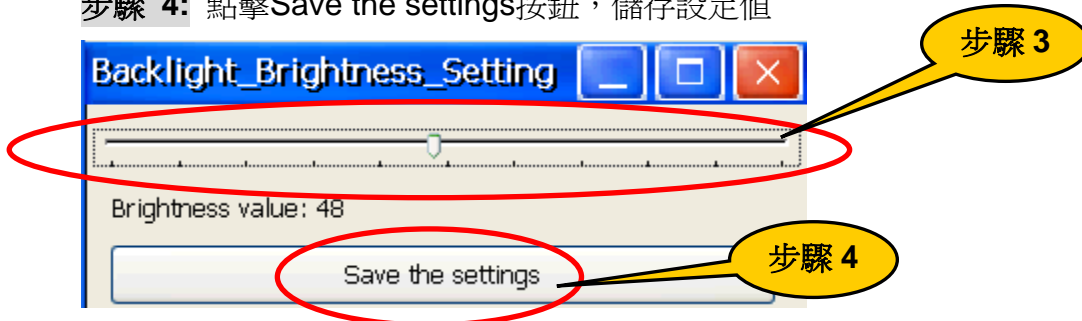 步驟 4: 點擊Save the settings按鈕，儲存設定值
步驟 3
Backlight_Brightness_Setting
Brightness value: 48
步驟 4
Save the settings